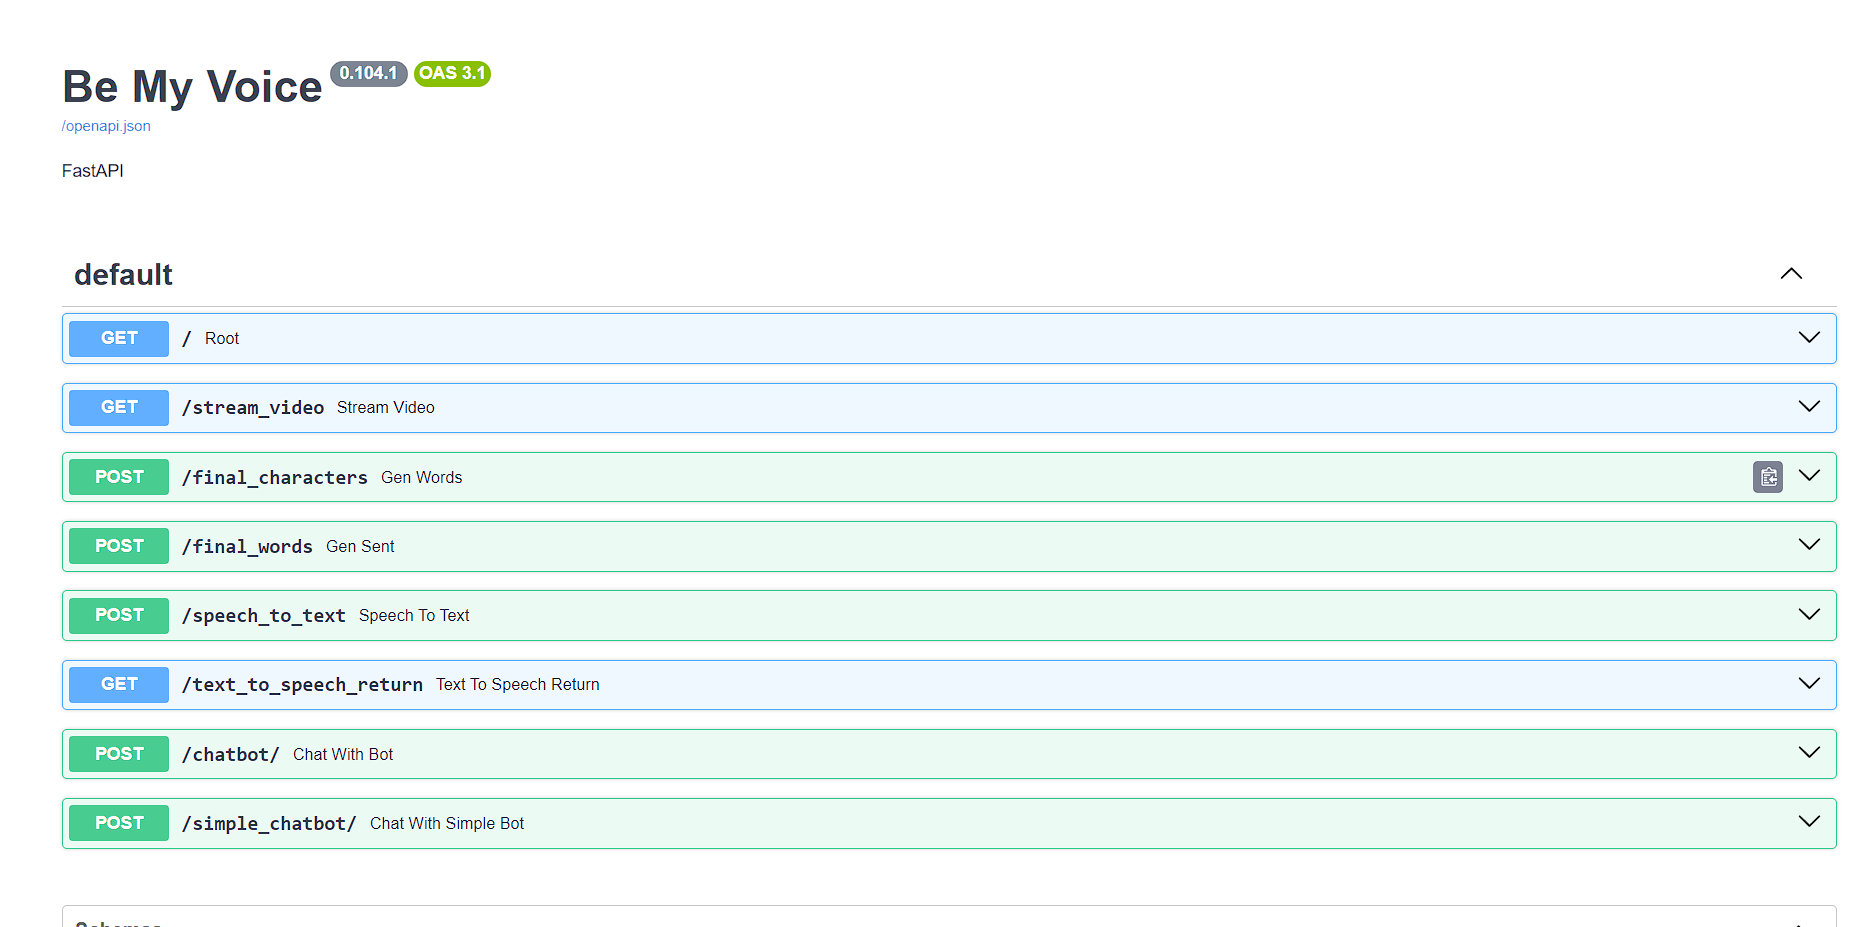 Be My Voice 0.104.1 OAS 3.1
/openapi.json
FastAPI
default
GET / Root
GET /stream_video Stream Video
POST /final_characters Gen Words
POST /final_words Gen Sent
POST /speech_to_text Speech To Text
GET /text_to_speech_return Text To Speech Return
POST /chatbot/ Chat With Bot
POST /simple_chatbot/ Chat With Simple Bot
Schemas